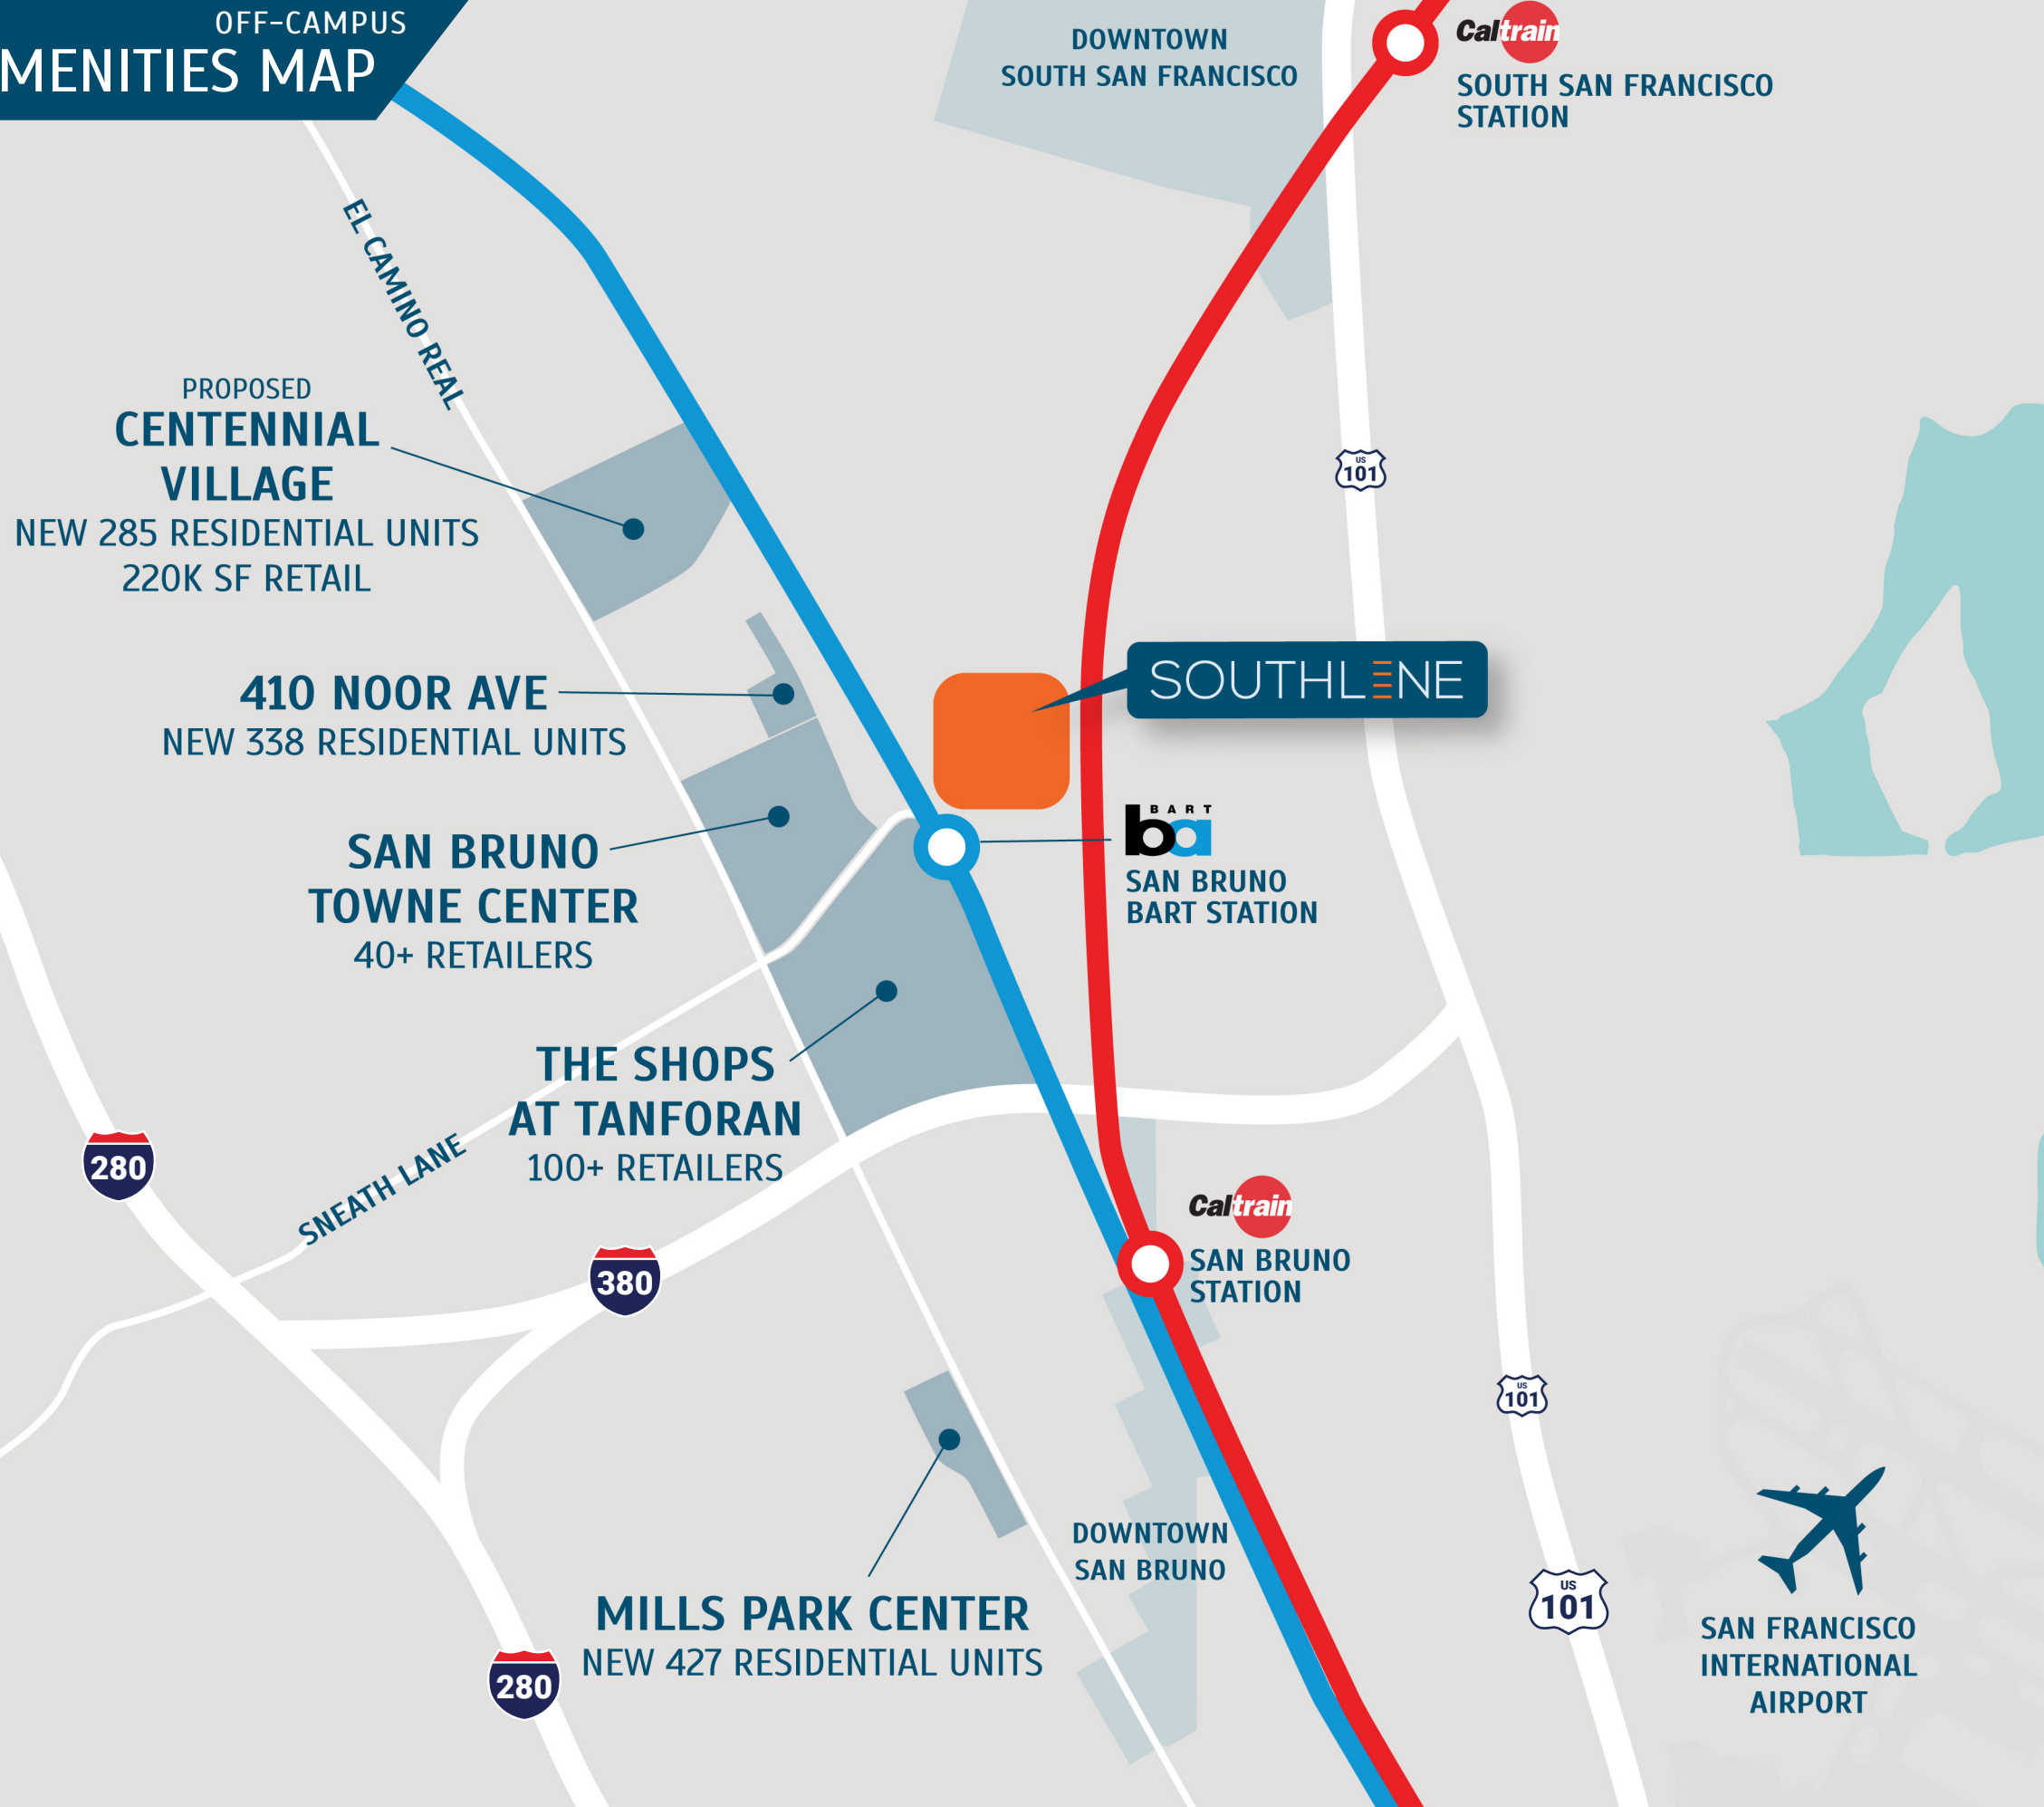 OFF-CAMPUS
MENITIES MAP
DOWNTOWN
SOUTH SAN FRANCISCO
Caltrain
SOUTH SAN FRANCISCO
STATION
EL CAMINO REAL
PROPOSED
CENTENNIAL
VILLAGE
NEW 285 RESIDENTIAL UNITS
220K SF RETAIL
US
101
410 NOOR AVE
NEW 338 RESIDENTIAL UNITS
SOUTHLINE
SAN BRUNO
TOWNE CENTER
40+ RETAILERS
BART
ba
SAN BRUNO
BART STATION
THE SHOPS
AT TANFORAN
100+ RETAILERS
280
SNEATH LANE
380
Caltrain
SAN BRUNO
STATION
US
101
DOWNTOWN
SAN BRUNO
MILLS PARK CENTER
NEW 427 RESIDENTIAL UNITS
280
US
101
SAN FRANCISCO
INTERNATIONAL
AIRPORT